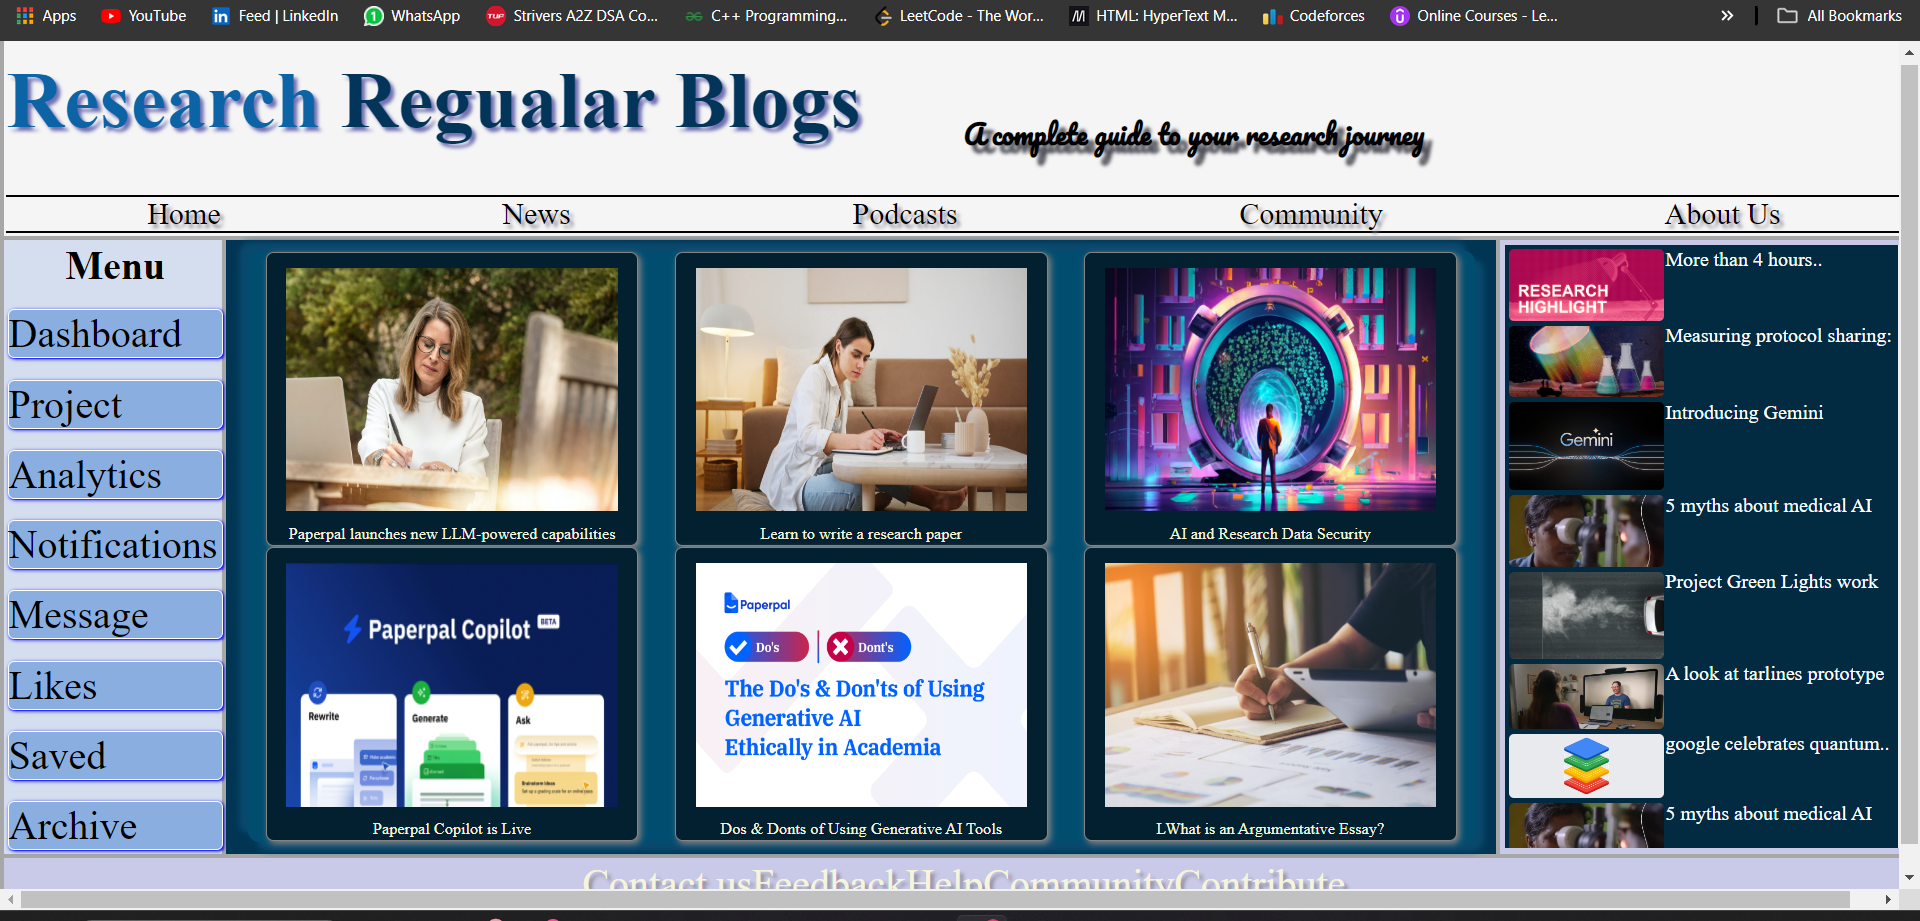 Apps YouTube Feed | LinkedIn WhatsApp Strivers A2Z DSA Co... C++ Programming... LeetCode - The Wor... HTML: HyperText M... Codeforces Online Courses - Le... » All Bookmarks
Research Regualar Blogs
A complete guide to your research journey
Home News Podcasts Community About Us
Menu
Dashboard
Project
Analytics
Notifications
Message
Likes
Saved
Archive
Paperpal launches new LLM-powered capabilities
Learn to write a research paper
AI and Research Data Security
Paperpal Copilot BETA
Rewrite
Generate
Ask
Paperpal Copilot is Live
Paperpal
Do's
Dont's
The Do's & Don'ts of Using
Generative AI
Ethically in Academia
Dos & Donts of Using Generative AI Tools
LWhat is an Argumentative Essay?
RESEARCH
HIGHLIGHT
More than 4 hours..
Measuring protocol sharing:
Gemini
Introducing Gemini
5 myths about medical AI
Project Green Lights work
A look at tarlines prototype
google celebrates quantum..
5 myths about medical AI
Contact usFeedbackHelpCommunityContribute